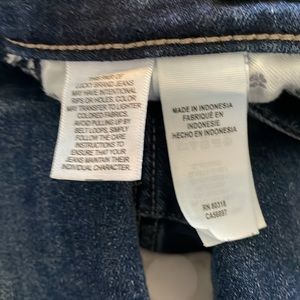 THIS PAIR OF
LUCKY BRAND JEANS
MAY HAVE INTENTIONAL
RIPS OR HOLES, COLOR
MAY TRANSFER TO LIGHTER
COLORED FABRICS.
AVOID PULLING UP BY
BELT LOOPS, SIMPLY
FOLLOW THE CARE
INSTRUCTIONS TO
ENSURE THAT YOUR
JEANS MAINTAIN THEIR
INDIVIDUAL CHARACTER.
MADE IN INDONESIA
FABRIQUÉ EN
INDONESIE
HECHO EN INDONESIA
RN 80318
CA56697